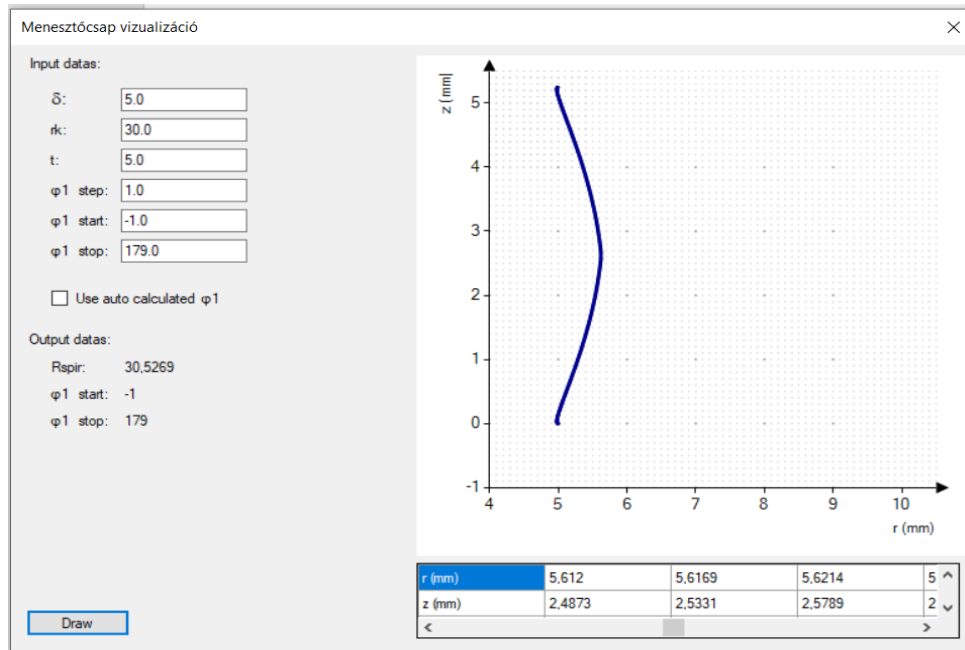 Menesztőcsap vizualizáció
Input datas:
δ: 5.0
rk: 30.0
t: 5.0
φ1 step: 1.0
φ1 start: -1.0
φ1 stop: 179.0
Use auto calculated φ1
Output datas:
Rspir: 30,5269
φ1 start: -1
φ1 stop: 179
Draw
z (mm)
5
4
3
2
1
0
-1
4 5 6 7 8 9 10
r (mm)
r (mm) 5,612 5,6169 5,6214 5
z (mm) 2,4873 2,5331 2,5789 2